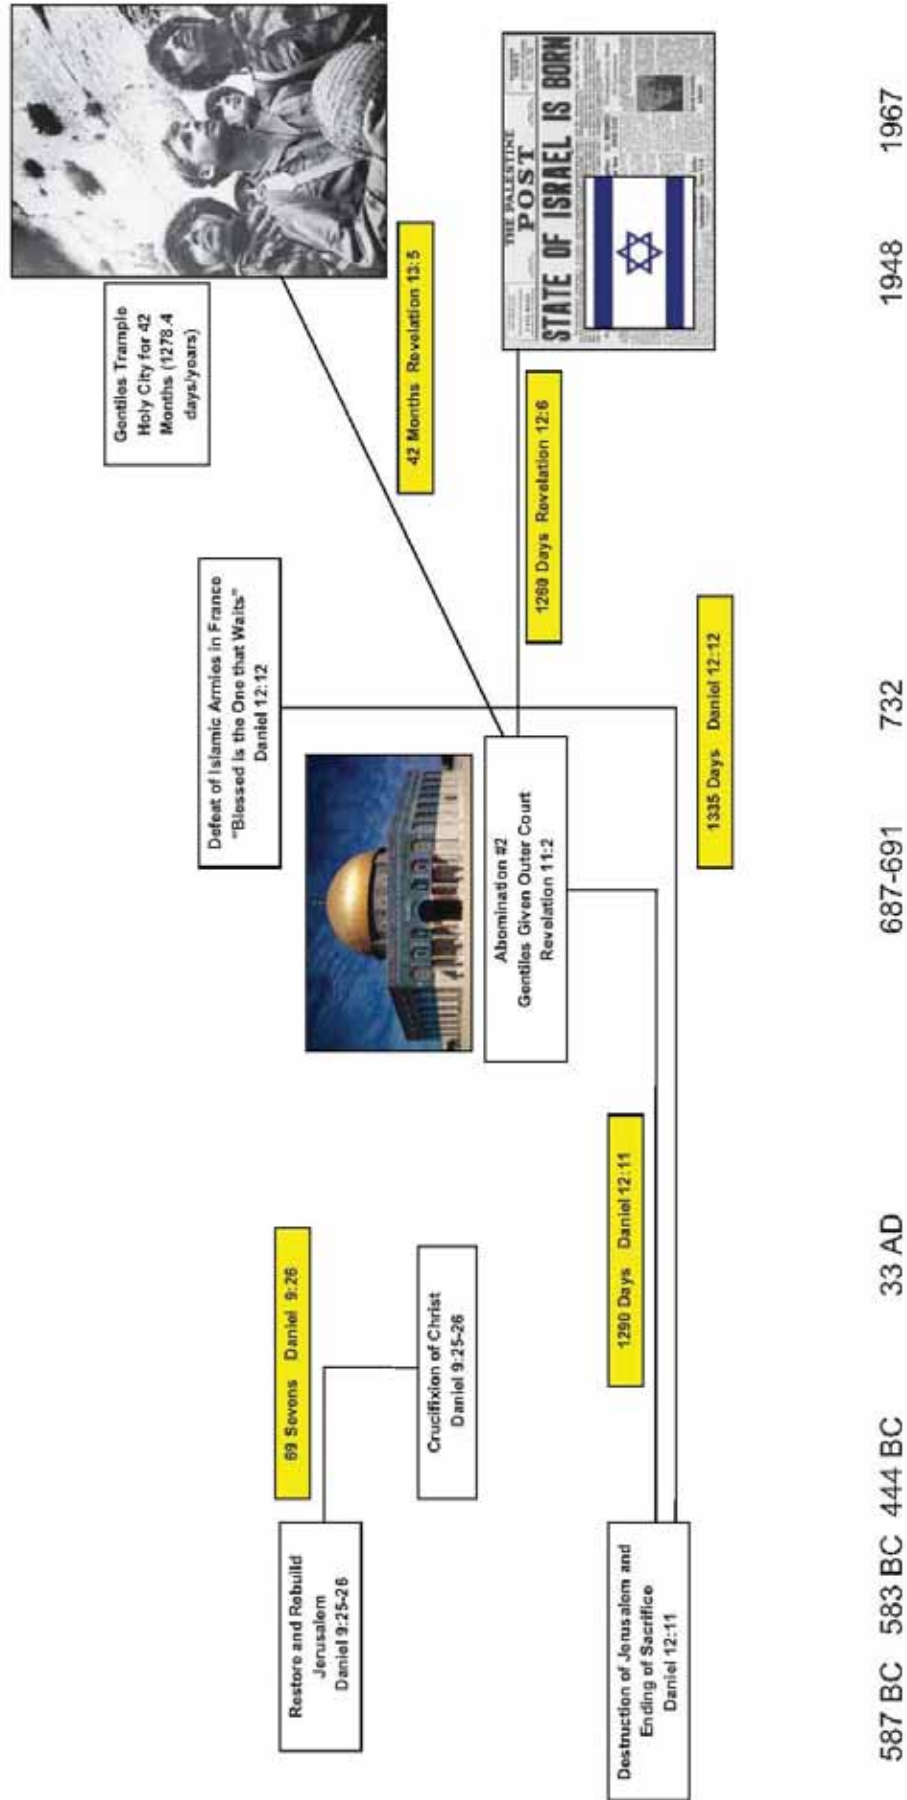 Gentiles Trample
Holy City for 42
Months (1278.4
days/years)
Defeat of Islamic Armies in France
"Blessed is the One that Waits"
Daniel 12:12
42 Months Revelation 13:5
THE PALESTINE
POST
STATE OF ISRAEL IS BORN
1260 Days Revelation 12:6
Abomination #2
Gentiles Given Outer Court
Revelation 11:2
1335 Days Daniel 12:12
69 Sevens Daniel 9:26
Restore and Rebuild
Jerusalem
Daniel 9:25-26
Crucifixion of Christ
Daniel 9:25-26
1290 Days Daniel 12:11
Destruction of Jerusalem and
Ending of Sacrifice
Daniel 12:11
587 BC 583 BC 444 BC 33 AD 687-691 732 1948 1967